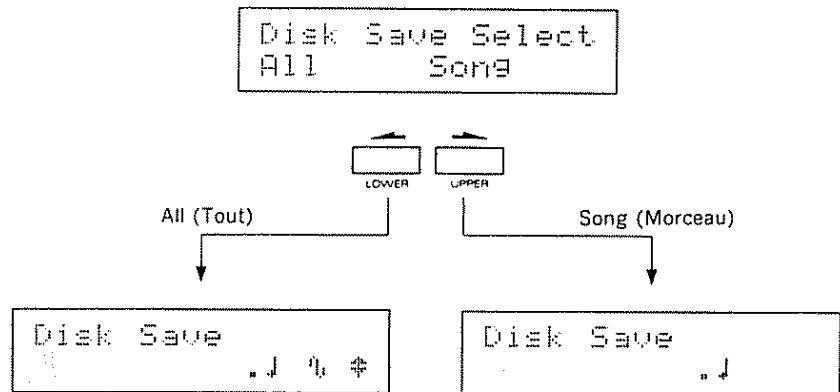 Disk Save Select
All Song
LOWER UPPER
All (Tout) Song (Morceau)
Disk Save
Disk Save